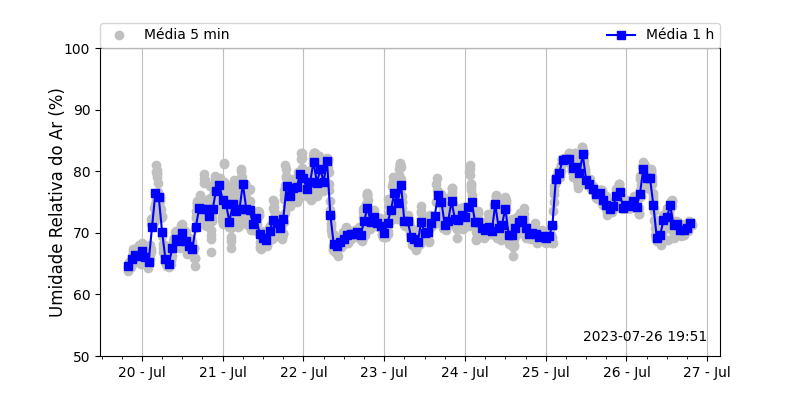 Média 5 min
Média 1 h
Umidade Relativa do Ar (%)
100
90
80
70
60
50
2023-07-26 19:51
20 - Jul
21 - Jul
22 - Jul
23 - Jul
24 - Jul
25 - Jul
26 - Jul
27 - Jul